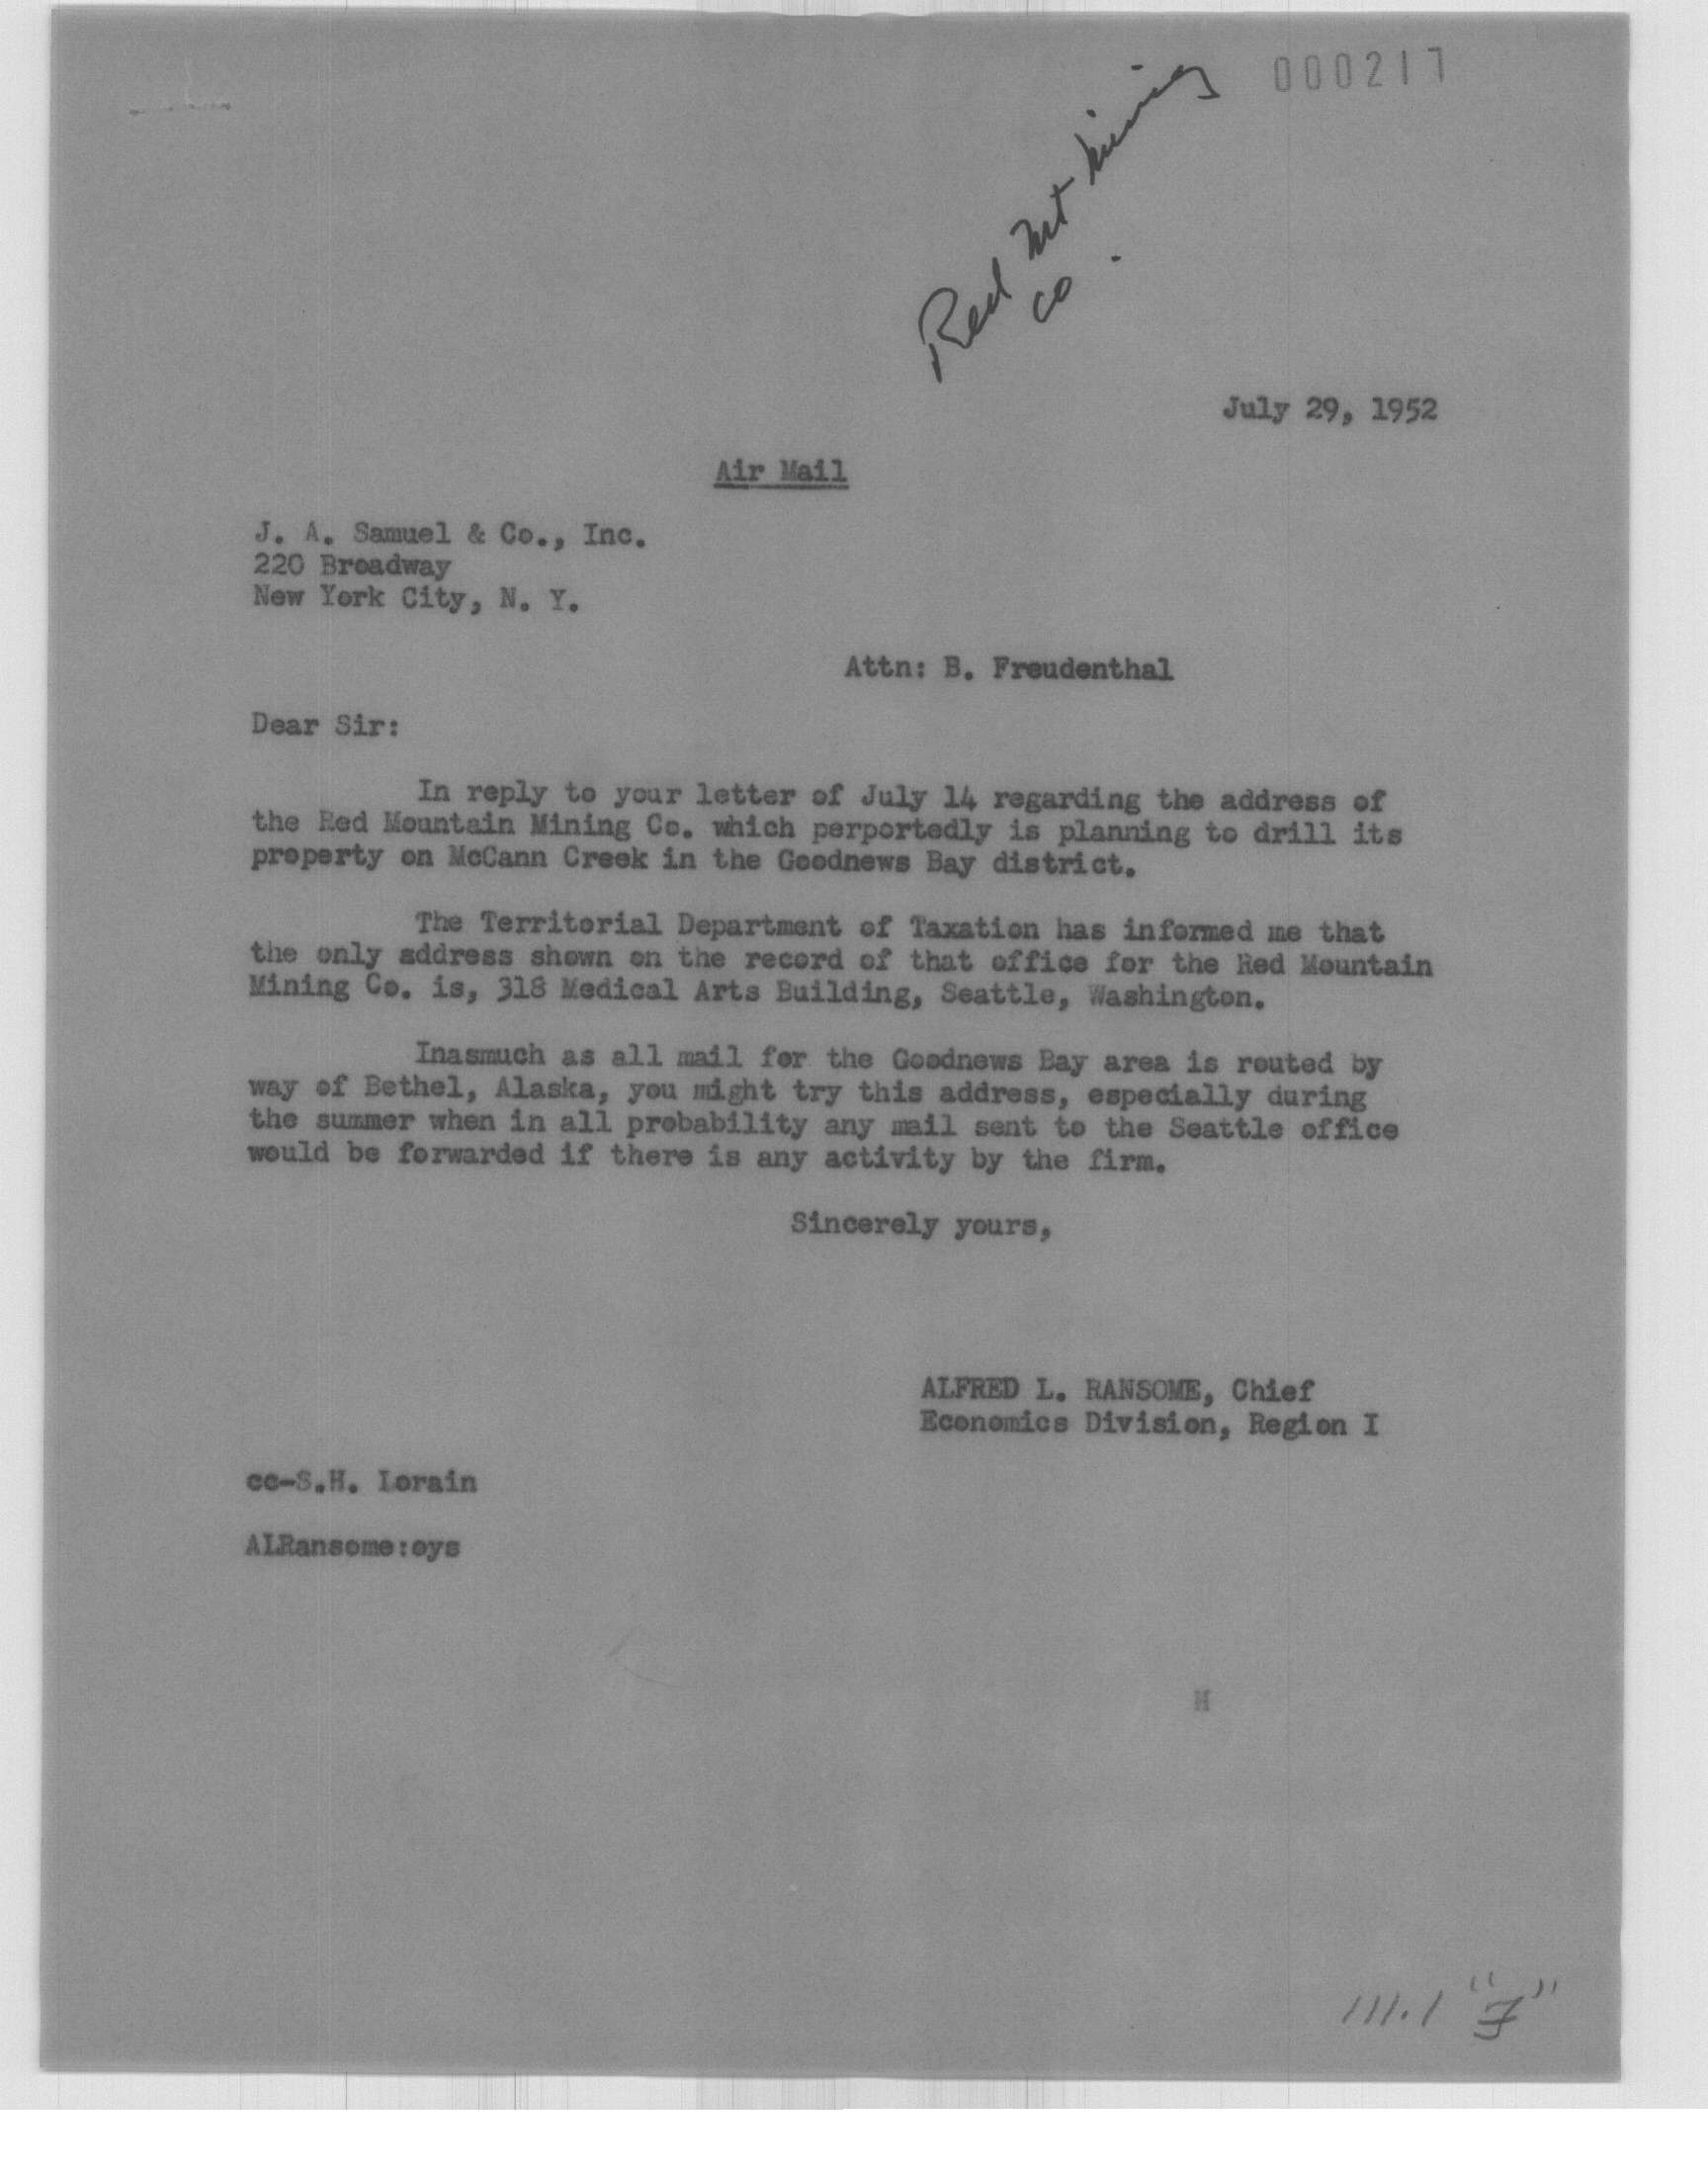 000217
Red Mt Mining
Co.
July 29, 1952
Air Mail
J. A. Samuel & Co., Inc.
220 Broadway
New York City, N. Y.
Attn: B. Freudenthal
Dear Sir:
In reply to your letter of July 14 regarding the address of
the Red Mountain Mining Co. which perportedly is planning to drill its
property on McCann Creek in the Goodnews Bay district.
The Territorial Department of Taxation has informed me that
the only address shown on the record of that office for the Red Mountain
Mining Co. is, 318 Medical Arts Building, Seattle, Washington.
Inasmuch as all mail for the Goodnews Bay area is routed by
way of Bethel, Alaska, you might try this address, especially during
the summer when in all probability any mail sent to the Seattle office
would be forwarded if there is any activity by the firm.
Sincerely yours,
ALFRED L. RANSOME, Chief
Economics Division, Region I
cc-S.H. Lorain
ALRansome:oys
H
111.1